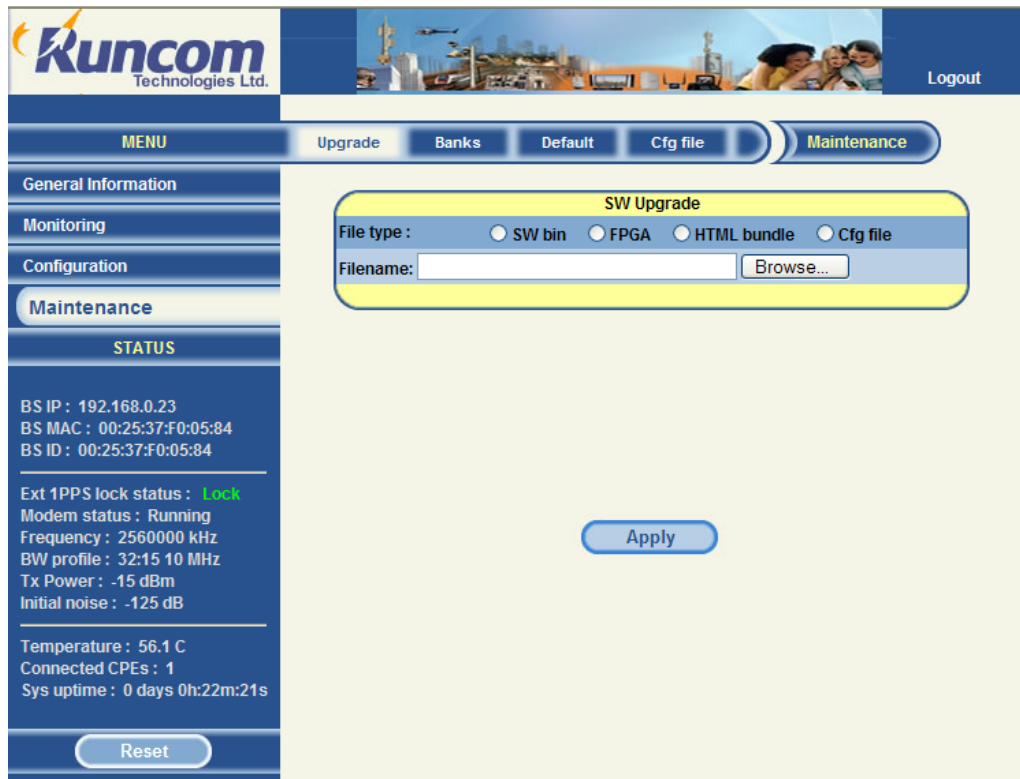 Runcom
Technologies Ltd.
Logout
MENU
Upgrade Banks Default Cfg file Maintenance
General Information
Monitoring
Configuration
Maintenance
SW Upgrade
File type : SW bin FPGA HTML bundle Cfg file
Filename: Browse...
STATUS
BS IP : 192.168.0.23
BS MAC : 00:25:37:F0:05:84
BS ID : 00:25:37:F0:05:84
Ext 1PPS lock status : Lock
Modem status : Running
Frequency : 2560000 kHz
BW profile : 32:15 10 MHz
Tx Power : -15 dBm
Initial noise : -125 dB
Temperature : 56.1 C
Connected CPEs : 1
Sys uptime : 0 days 0h:22m:21s
Apply
Reset